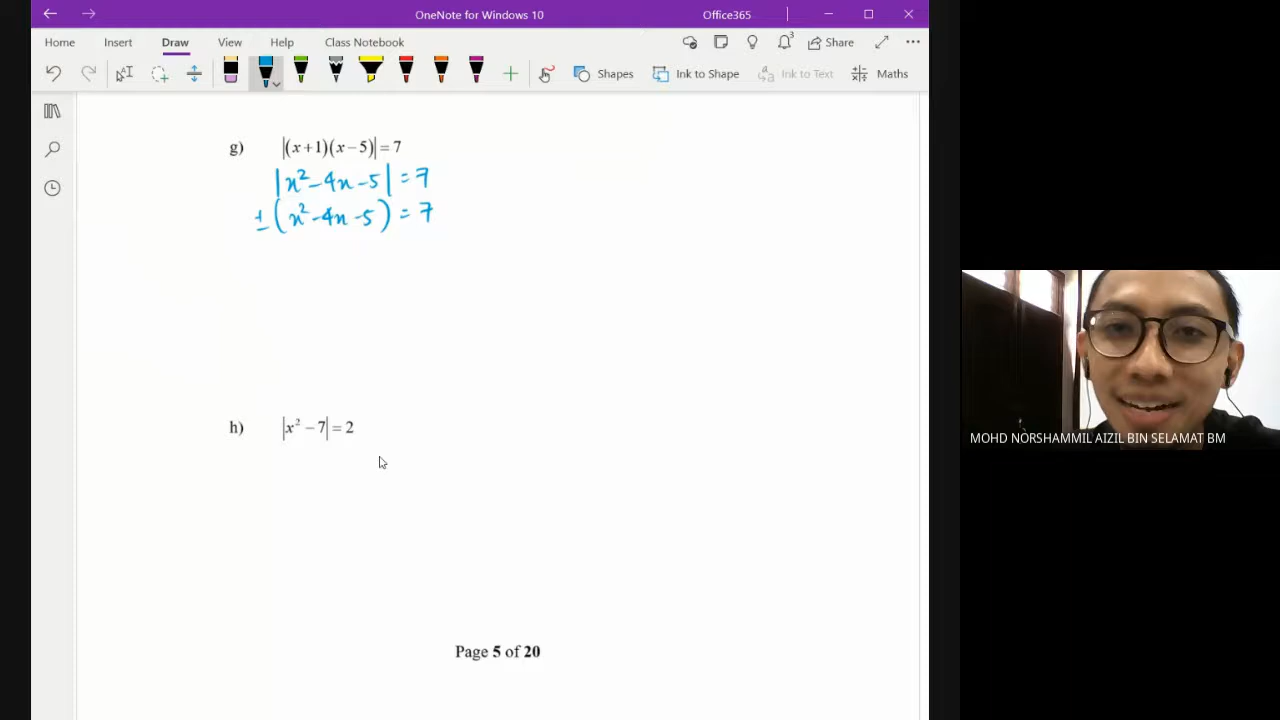 OneNote for Windows 10
Office365
Home Insert Draw View Help Class Notebook
3
Share
Shapes Ink to Shape Ink to Text Maths
g) |(x+1)(x−5)| = 7
|x² − 4x − 5| = 7
± (x² − 4x − 5) = 7
h) |x² − 7| = 2
MOHD NORSHAMMIL AIZIL BIN SELAMAT BM
Page 5 of 20